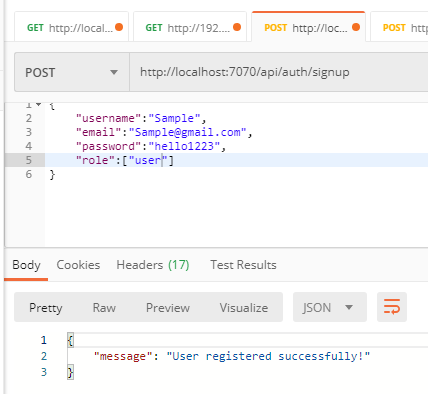 GET http://local...
GET http://192....
POST http://loc...
POST http
POST http://localhost:7070/api/auth/signup
1 {
2 "username":"Sample",
3 "email":"Sample@gmail.com",
4 "password":"hello1223",
5 "role":["user"]
6 }
Body Cookies Headers (17) Test Results
Pretty Raw Preview Visualize JSON
1 {
2 "message": "User registered successfully!"
3 }